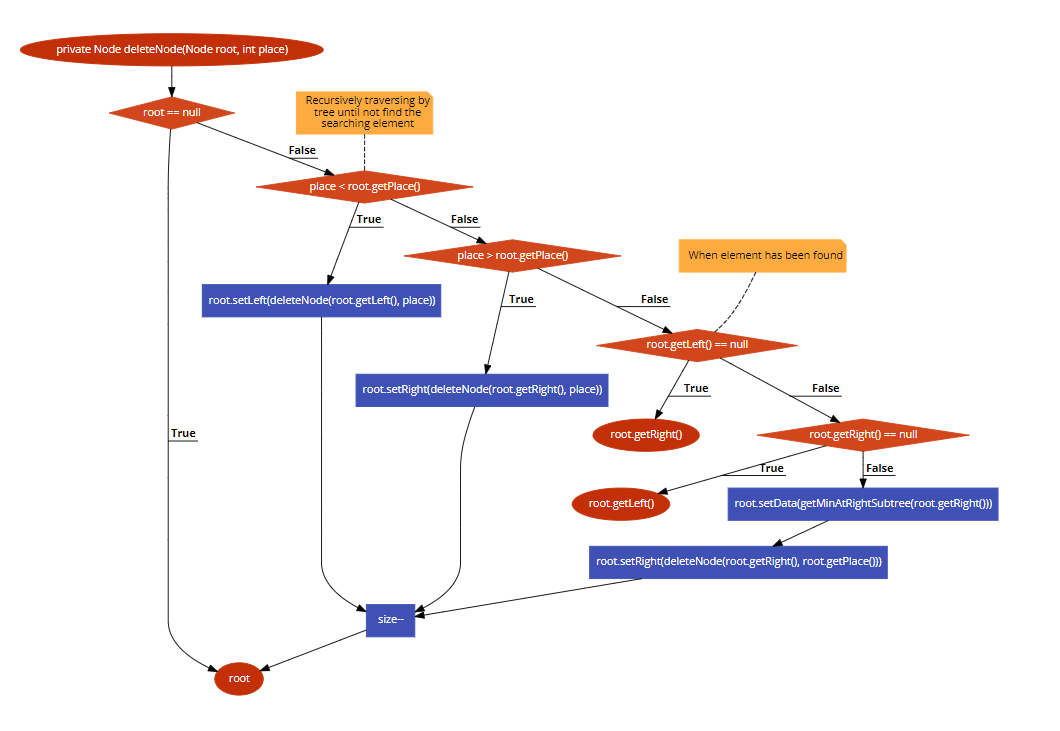 private Node deleteNode(Node root, int place)
root == null
Recursively traversing by
tree until not find the
searching element
False
place < root.getPlace()
True
False
place > root.getPlace()
When element has been found
root.setLeft(deleteNode(root.getLeft(), place))
True
False
root.getLeft() == null
root.setRight(deleteNode(root.getRight(), place))
True
False
True
root.getRight()
root.getRight() == null
True
False
root.getLeft()
root.setData(getMinAtRightSubtree(root.getRight()))
root.setRight(deleteNode(root.getRight(), root.getPlace()))
size--
root